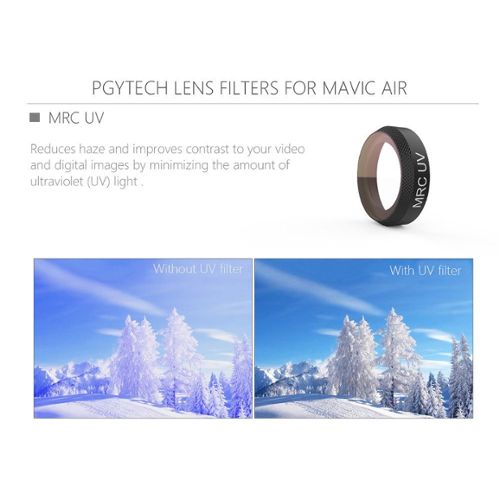 PGYTECH LENS FILTERS FOR MAVIC AIR
MRC UV
Reduces haze and improves contrast to your video
and digital images by minimizing the amount of
ultraviolet (UV) light .
MRC UV
Without UV filter
With UV filter